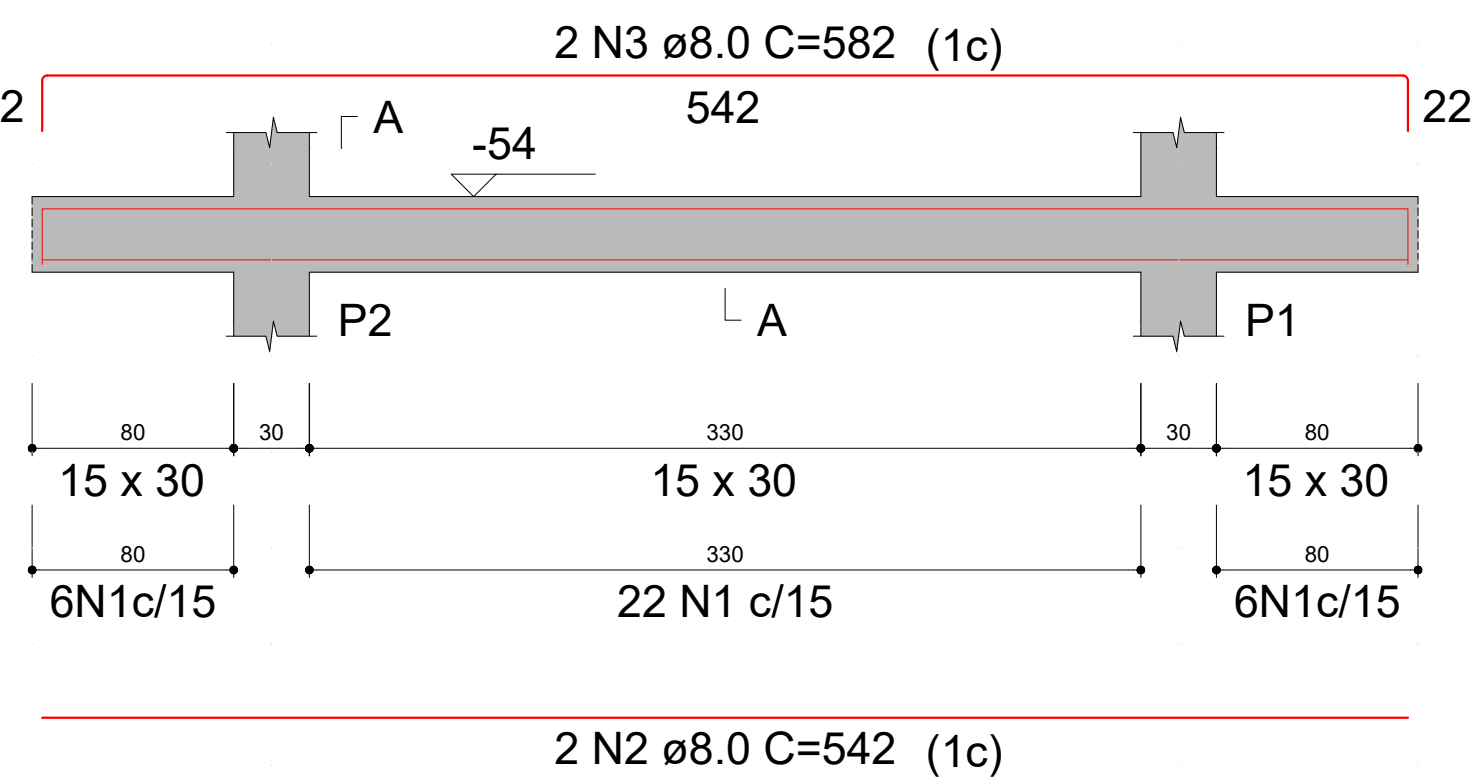 2 N3 ø8.0 C=582 (1c)
2 542 22
A
-54
P2 A P1
80 30 330 30 80
15 x 30 15 x 30 15 x 30
80 330 80
6N1c/15 22 N1 c/15 6N1c/15
2 N2 ø8.0 C=542 (1c)